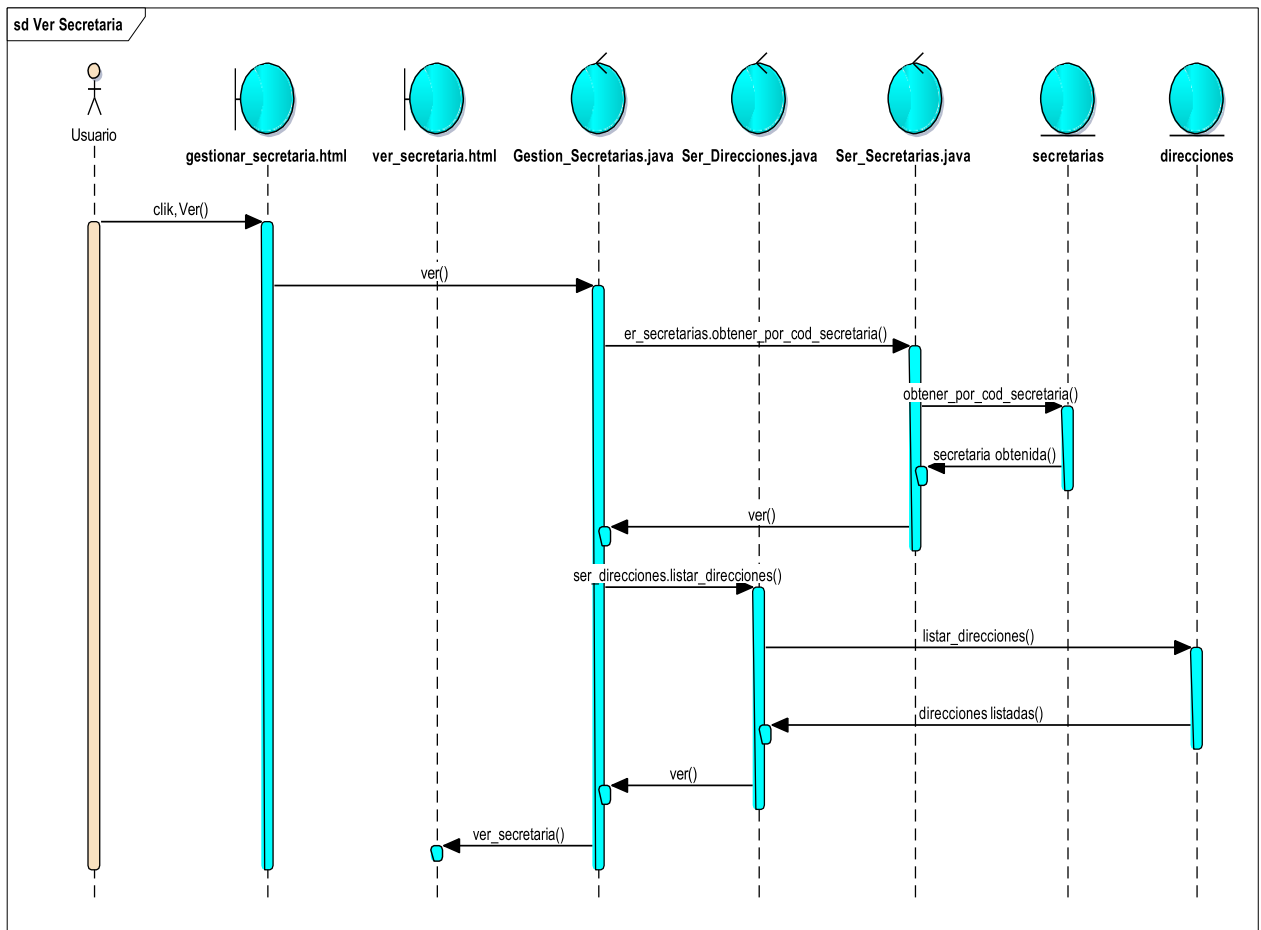 sd Ver Secretaria
Usuario
gestionar_secretaria.html
ver_secretaria.html
Gestion_Secretarias.java
Ser_Direcciones.java
Ser_Secretarias.java
secretarias
direcciones
clik,Ver()
ver()
er_secretarias.obtener_por_cod_secretaria()
obtener_por_cod_secretaria()
secretaria obtenida()
ver()
ser_direcciones.listar_direcciones()
listar_direcciones()
direcciones listadas()
ver()
ver_secretaria()